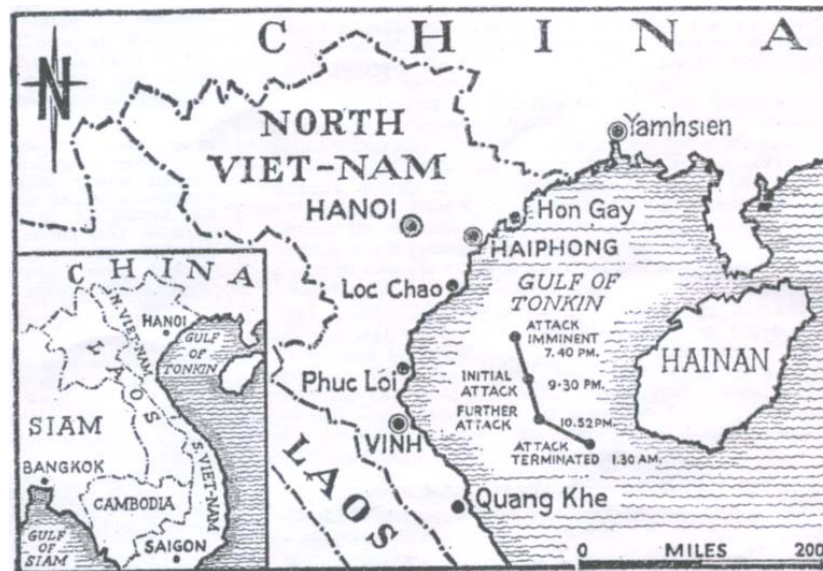 CHINA
N
NORTH
VIET-NAM
Yamhsien
HANOI
Hon Gay
HAIPHONG
Loc Chao
GULF OF
TONKIN
ATTACK
IMMINENT
7.40 PM.
HAINAN
Phuc Loi
INITIAL
ATTACK
9·30 PM.
FURTHER
ATTACK
10.52 PM.
VINH
ATTACK
TERMINATED 1.30 AM.
LAOS
Quang Khe
0 MILES 200
CHINA
N. VIET-NAM
HANOI
GULF
OF
TONKIN
LAOS
SIAM
S. VIET-NAM
BANGKOK
CAMBODIA
GULF
OF
SIAM
SAIGON